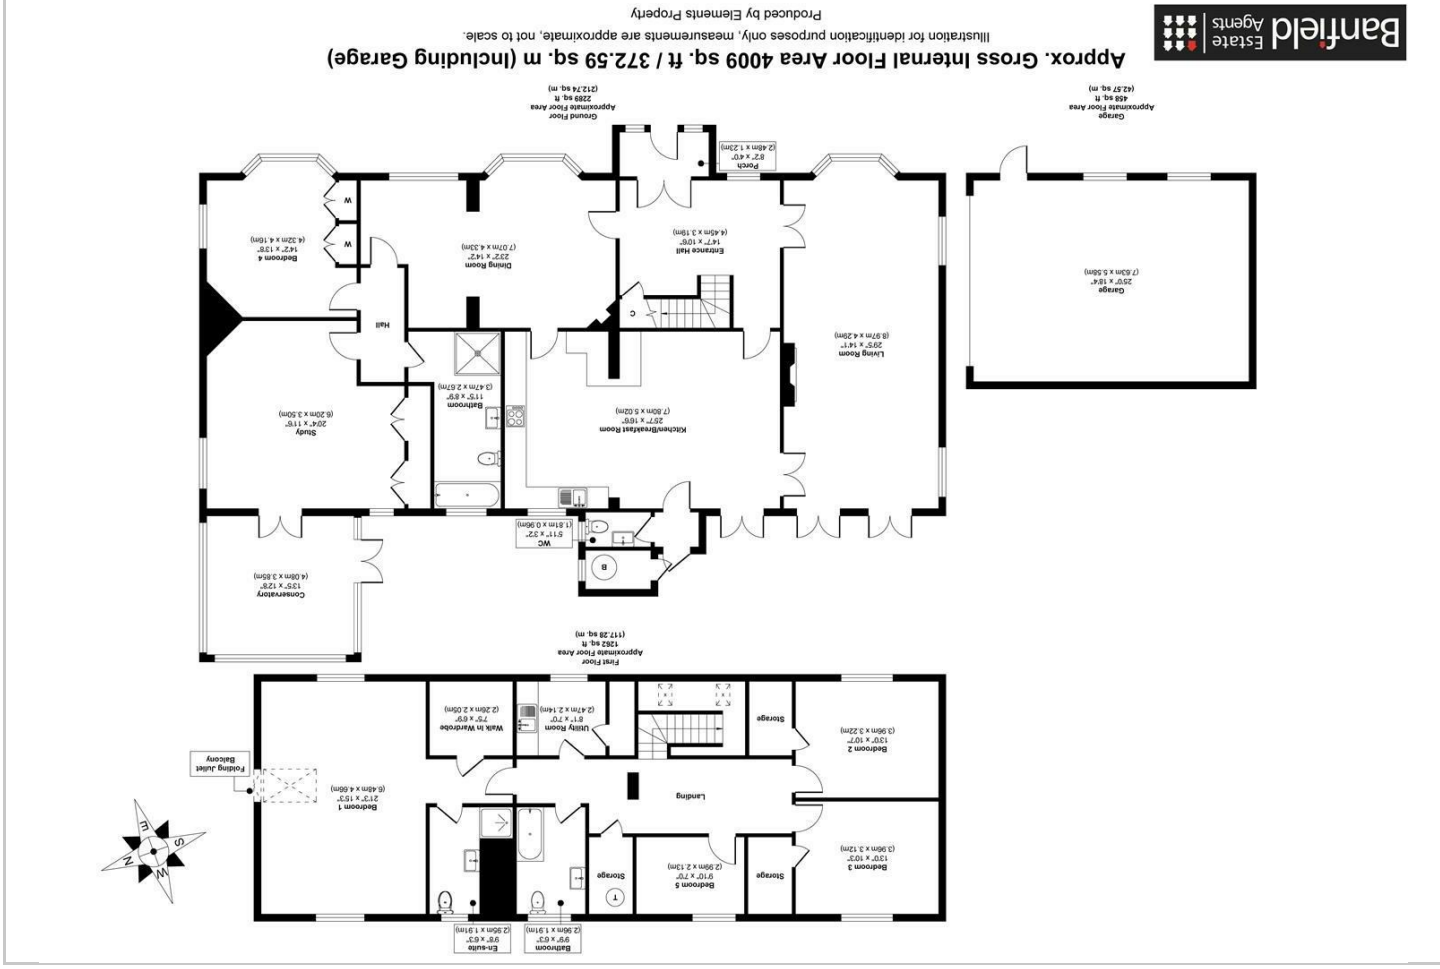 Bathroom
9'9" x 6'3"
(2.96m x 1.91m)
En-suite
9'8" x 6'3"
(2.95m x 1.91m)
Bedroom 3
13'0" x 10'3"
(3.96m x 3.12m)
Storage
Bedroom 5
9'10" x 7'0"
(2.99m x 2.13m)
Storage
T
N
E
S
W
Landing
Bedroom 1
21'3" x 15'3"
(6.48m x 4.66m)
Folding Juliet
Balcony
Bedroom 2
13'0" x 10'7"
(3.96m x 3.22m)
Storage
Utility Room
8'1" x 7'0"
(2.47m x 2.14m)
Walk in Wardrobe
7'5" x 6'9"
(2.26m x 2.05m)
First Floor
Approximate Floor Area
1262 sq. ft
(117.28 sq. m)
Conservatory
13'5" x 12'8"
(4.08m x 3.85m)
B
WC
5'11" x 3'2"
(1.81m x 0.96m)
Kitchen/Breakfast Room
25'7" x 16'6"
(7.80m x 5.02m)
Study
20'4" x 11'6"
(6.20m x 3.50m)
Bathroom
11'5" x 8'9"
(3.47m x 2.67m)
Living Room
29'5" x 14'1"
(8.97m x 4.29m)
Hall
C
Garage
25'0" x 18'4"
(7.63m x 5.58m)
Entrance Hall
14'7" x 10'6"
(4.45m x 3.19m)
Dining Room
23'2" x 14'2"
(7.07m x 4.33m)
Bedroom 4
14'2" x 13'8"
(4.32m x 4.16m)
W
W
Porch
8'2" x 4'0"
(2.48m x 1.23m)
Garage
Approximate Floor Area
458 sq. ft
(42.57 sq. m)
Ground Floor
Approximate Floor Area
2289 sq. ft
(212.74 sq. m)
Approx. Gross Internal Floor Area 4009 sq. ft / 372.59 sq. m (Including Garage)
Illustration for identification purposes only, measurements are approximate, not to scale.
Produced by Elements Property
Banfield
Estate
Agents